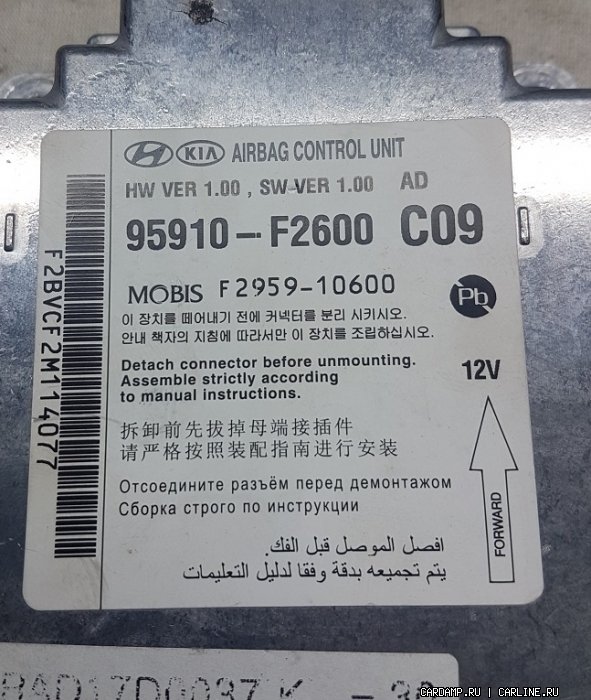 HYUNDAI KIA AIRBAG CONTROL UNIT
HW VER 1.00 , SW VER 1.00 AD
95910-F2600 C09
MOBIS F2959-10600
Pb
이 장치를 떼어내기 전에 커넥터를 분리 시키시오.
안내 책자의 지침에 따라서만 이 장치를 조립하십시오.
Detach connector before unmounting.
Assemble strictly according
to manual instructions.
12V
拆卸前先拔掉母端接插件
请严格按照装配指南进行安装
Отсоедините разъём перед демонтажом
Сборка строго по инструкции
افصل الموصل قبل الفك.
يتم تجميعه بدقة وفقا لدليل التعليمات
FORWARD
F2BVCF2M114077
CARDAMP.RU | CARLINE.RU